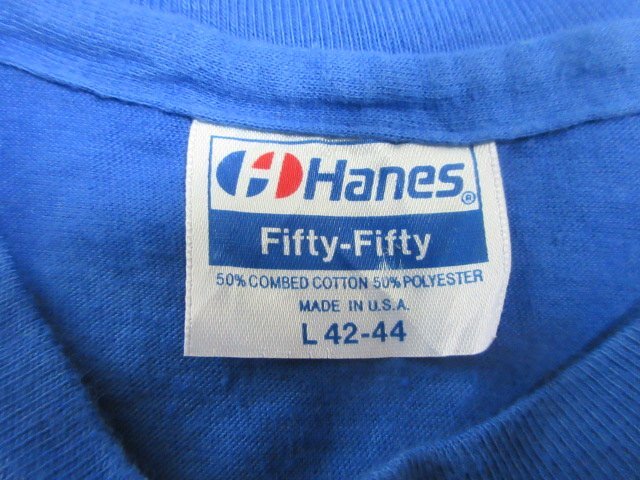 Hanes®
Fifty-Fifty
50% COMBED COTTON 50% POLYESTER
MADE IN U.S.A.
L 42-44